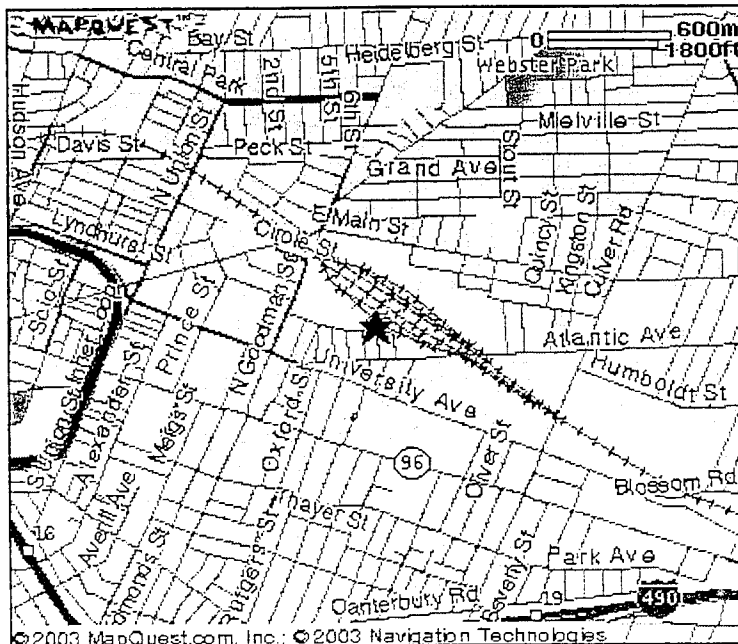 MAPQUEST
Bay St
Central Park
Heidelberg St
0 600m
1800ft
Webster Park
Hudson Ave
N Union St
2nd St
5th St
6th St
Davis St
Peck St
Melville St
Grand Ave
Stout St
Lyndhurst St
Circle St
E Main St
Quincy St
Kingston St
Culver Rd
Scio St
Inner Loop
Prince St
N Goodman St
Atlantic Ave
University Ave
Humboldt St
Alexander St
Meigs St
Oxford St
96
Oliver St
Blossom Rd
Averill Ave
Thayer St
16
Park Ave
Canterbury Rd
19
490
©2003 MapQuest.com, Inc.; ©2003 Navigation Technologies